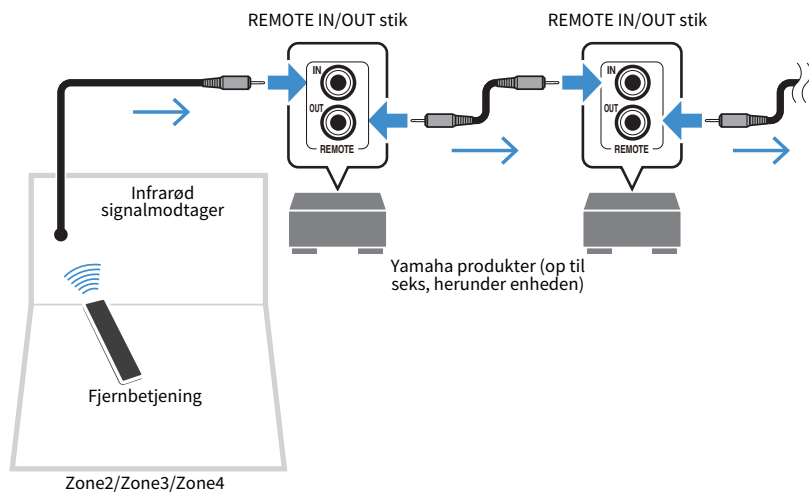 REMOTE IN/OUT stik
REMOTE IN/OUT stik
IN
OUT
REMOTE
IN
OUT
REMOTE
Infrarød
signalmodtager
Yamaha produkter (op til
seks, herunder enheden)
Fjernbetjening
Zone2/Zone3/Zone4